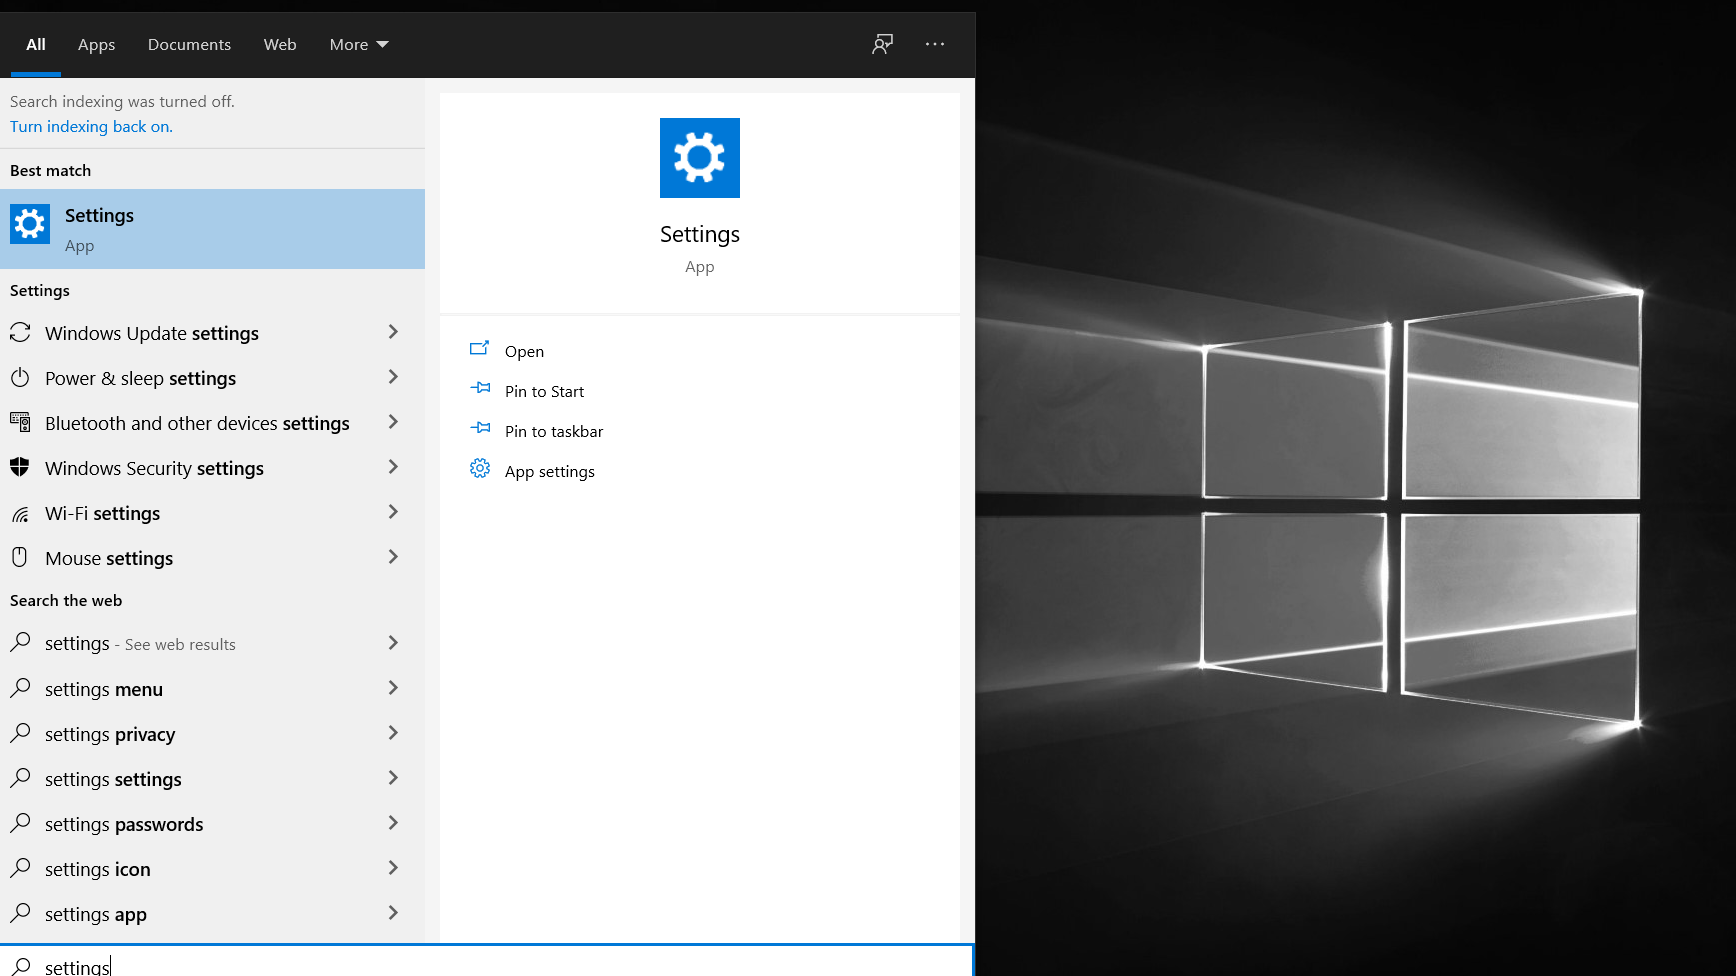 All Apps Documents Web More
Search indexing was turned off.
Turn indexing back on.
Best match
Settings
App
Settings
Windows Update settings
Power & sleep settings
Bluetooth and other devices settings
Windows Security settings
Wi-Fi settings
Mouse settings
Search the web
settings - See web results
settings menu
settings privacy
settings settings
settings passwords
settings icon
settings app
settings
Settings
App
Open
Pin to Start
Pin to taskbar
App settings